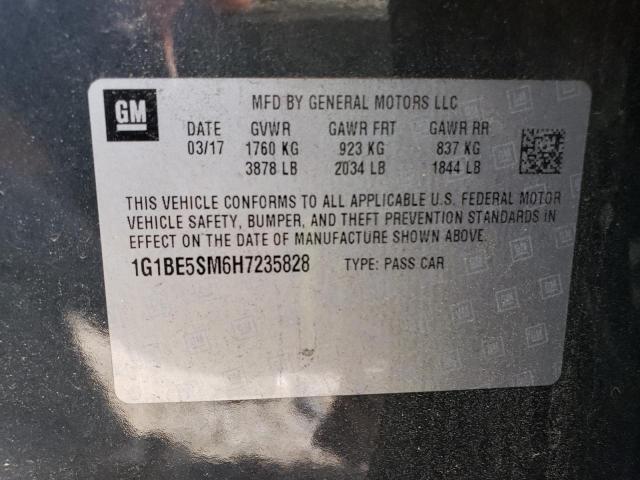 GM
MFD BY GENERAL MOTORS LLC
DATE GVWR GAWR FRT GAWR RR
03/17 1760 KG 923 KG 837 KG
3878 LB 2034 LB 1844 LB
THIS VEHICLE CONFORMS TO ALL APPLICABLE U.S. FEDERAL MOTOR
VEHICLE SAFETY, BUMPER, AND THEFT PREVENTION STANDARDS IN
EFFECT ON THE DATE OF MANUFACTURE SHOWN ABOVE.
1G1BE5SM6H7235828 TYPE: PASS CAR